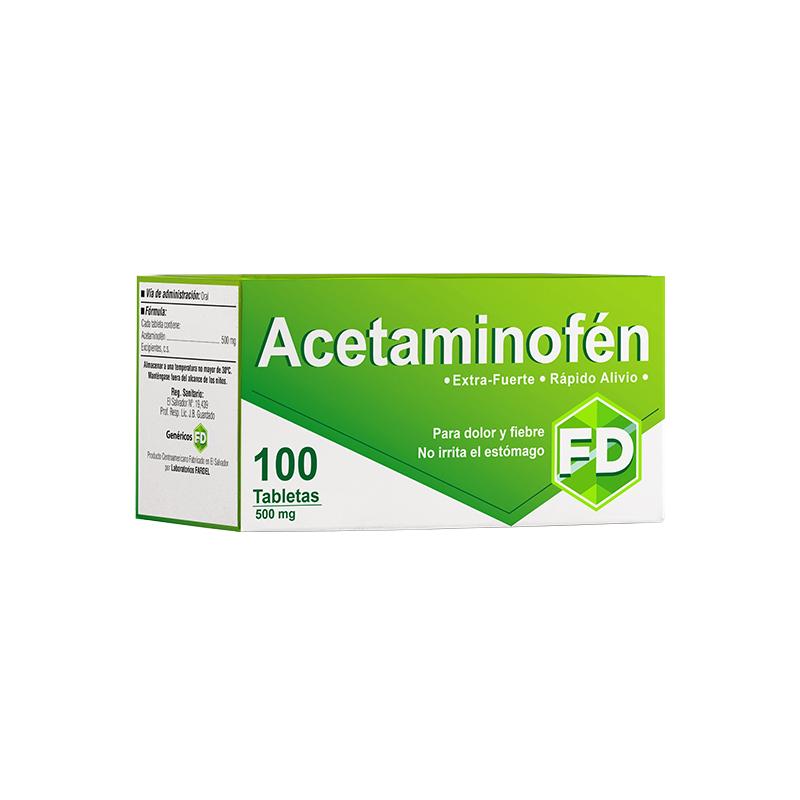 ■ Vía de administración: Oral
■ Fórmula:
Cada tableta contiene:
Acetaminofén ........................ 500 mg
Excipientes, c.s.
Almacenar a una temperatura no mayor de 30°C.
Manténgase fuera del alcance de los niños.
Reg. Sanitario:
El Salvador N°. 19,439
Prof. Resp. Lic. J.B. Guardado
Genéricos FD
Producto Centroamericano Fabricado en El Salvador
por Laboratorios FARDEL
Acetaminofén
•Extra-Fuerte • Rápido Alivio •
Para dolor y fiebre
No irrita el estómago
FD
100
Tabletas
500 mg